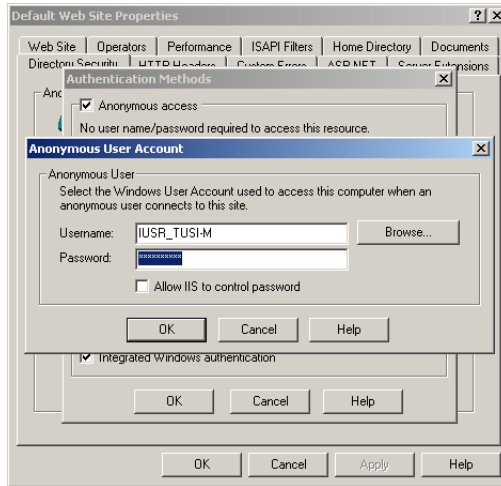 Default Web Site Properties
Web Site
Operators
Performance
ISAPI Filters
Home Directory
Documents
Directory Security
HTTP Headers
Custom Errors
ASP.NET
Server Extensions
Authentication Methods
Anonymous access
No user name/password required to access this resource.
Anonymous User Account
Anonymous User
Select the Windows User Account used to access this computer when an
anonymous user connects to this site.
Username:
IUSR_TUSI-M
Browse...
Password:
**********
Allow IIS to control password
OK
Cancel
Help
Integrated Windows authentication
OK
Cancel
Help
OK
Cancel
Apply
Help